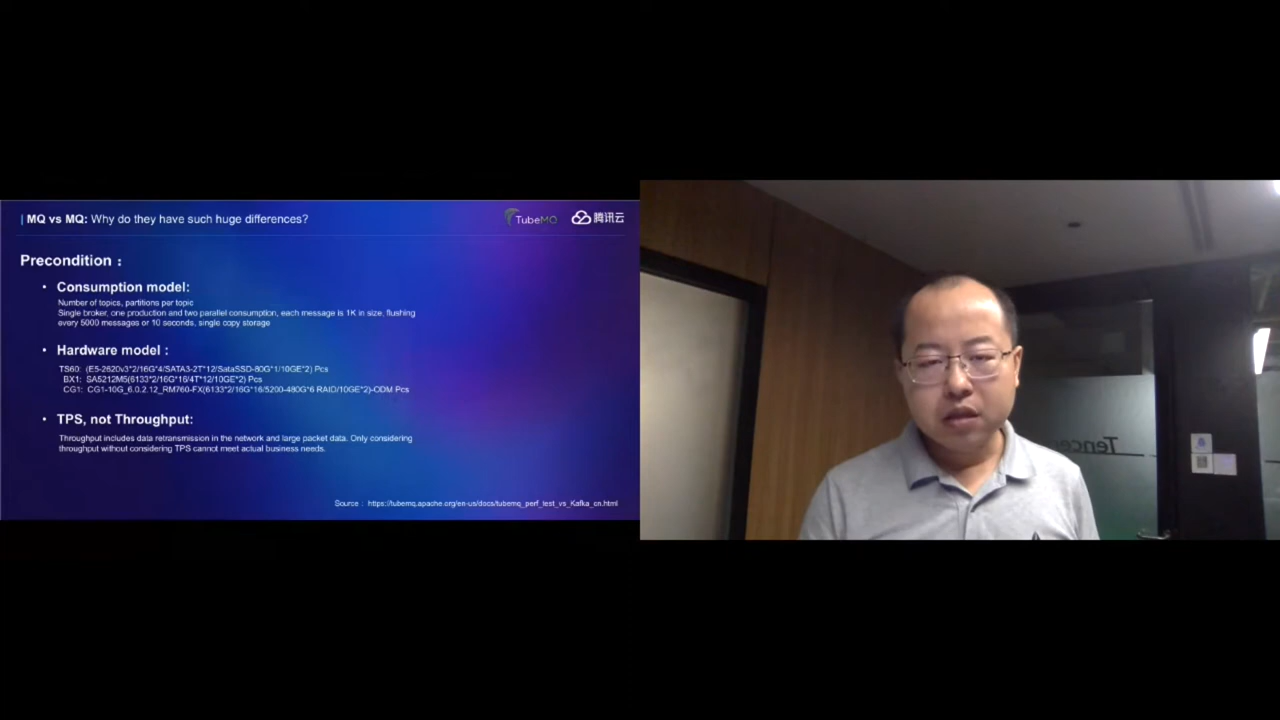 | MQ vs MQ: Why do they have such huge differences?
TubeMQ
腾讯云
Precondition :
• Consumption model:
Number of topics, partitions per topic
Single broker, one production and two parallel consumption, each message is 1K in size, flushing
every 5000 messages or 10 seconds, single copy storage
• Hardware model :
TS60: (E5-2620v3*2/16G*4/SATA3-2T*12/SataSSD-80G*1/10GE*2) Pcs
BX1: SA5212M5(6133*2/16G*16/4T*12/10GE*2) Pcs
CG1: CG1-10G_6.0.2.12_RM760-FX(6133*2/16G*16/5200-480G*6 RAID/10GE*2)-ODM Pcs
• TPS, not Throughput:
Throughput includes data retransmission in the network and large packet data. Only considering
throughput without considering TPS cannot meet actual business needs.
Source : https://tubemq.apache.org/en-us/docs/tubemq_perf_test_vs_Kafka_cn.html
Tence